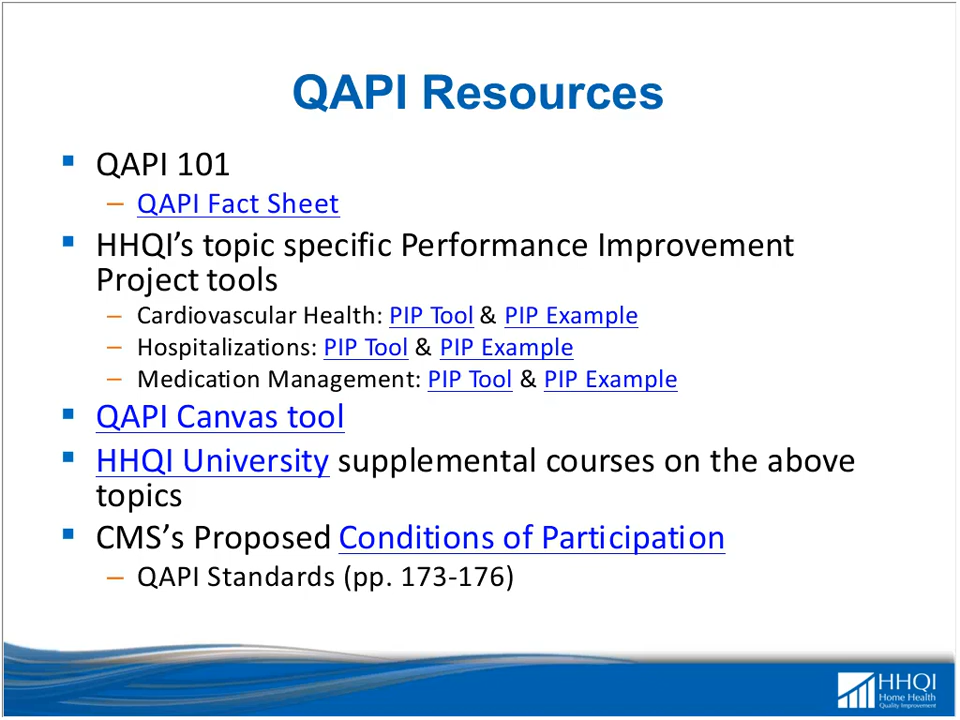 QAPI Resources
▪ QAPI 101
– QAPI Fact Sheet
▪ HHQI’s topic specific Performance Improvement
Project tools
– Cardiovascular Health: PIP Tool & PIP Example
– Hospitalizations: PIP Tool & PIP Example
– Medication Management: PIP Tool & PIP Example
▪ QAPI Canvas tool
▪ HHQI University supplemental courses on the above
topics
▪ CMS’s Proposed Conditions of Participation
– QAPI Standards (pp. 173-176)
HHQI
Home Health
Quality Improvement